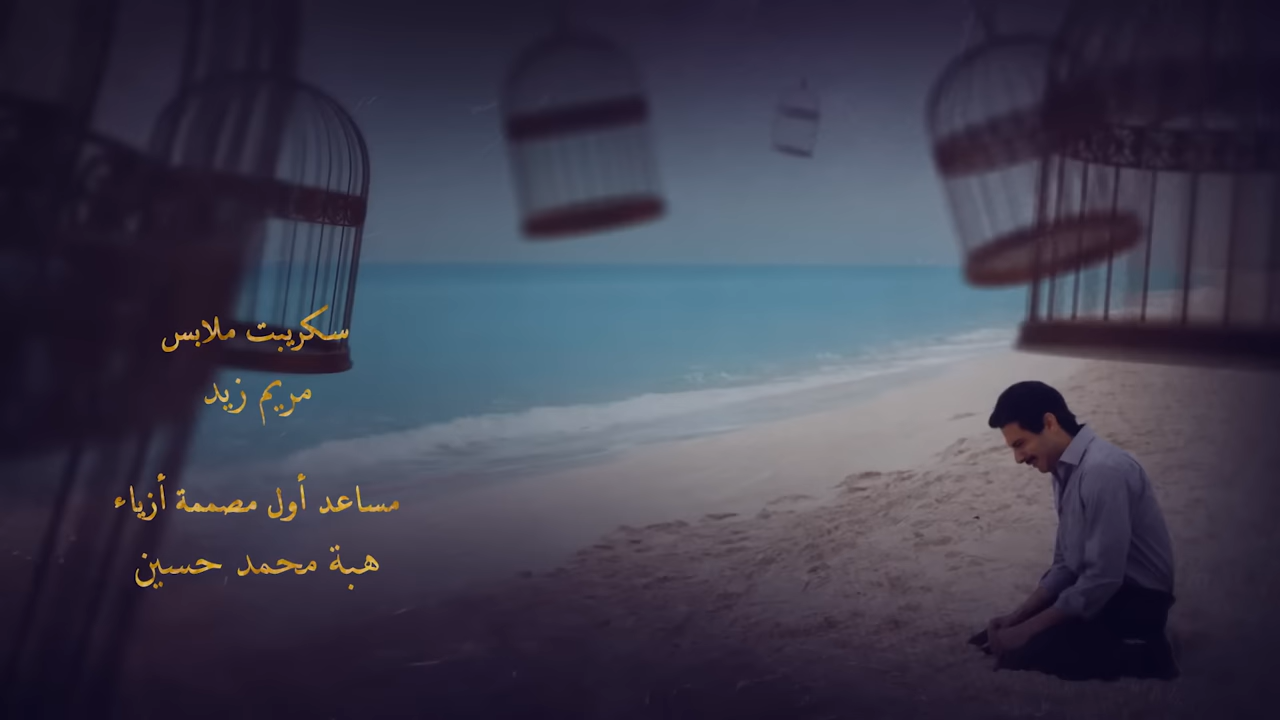 سكريبت ملابس
مريم زيد
مساعد أول مصممة أزياء
هبة محمد حسين